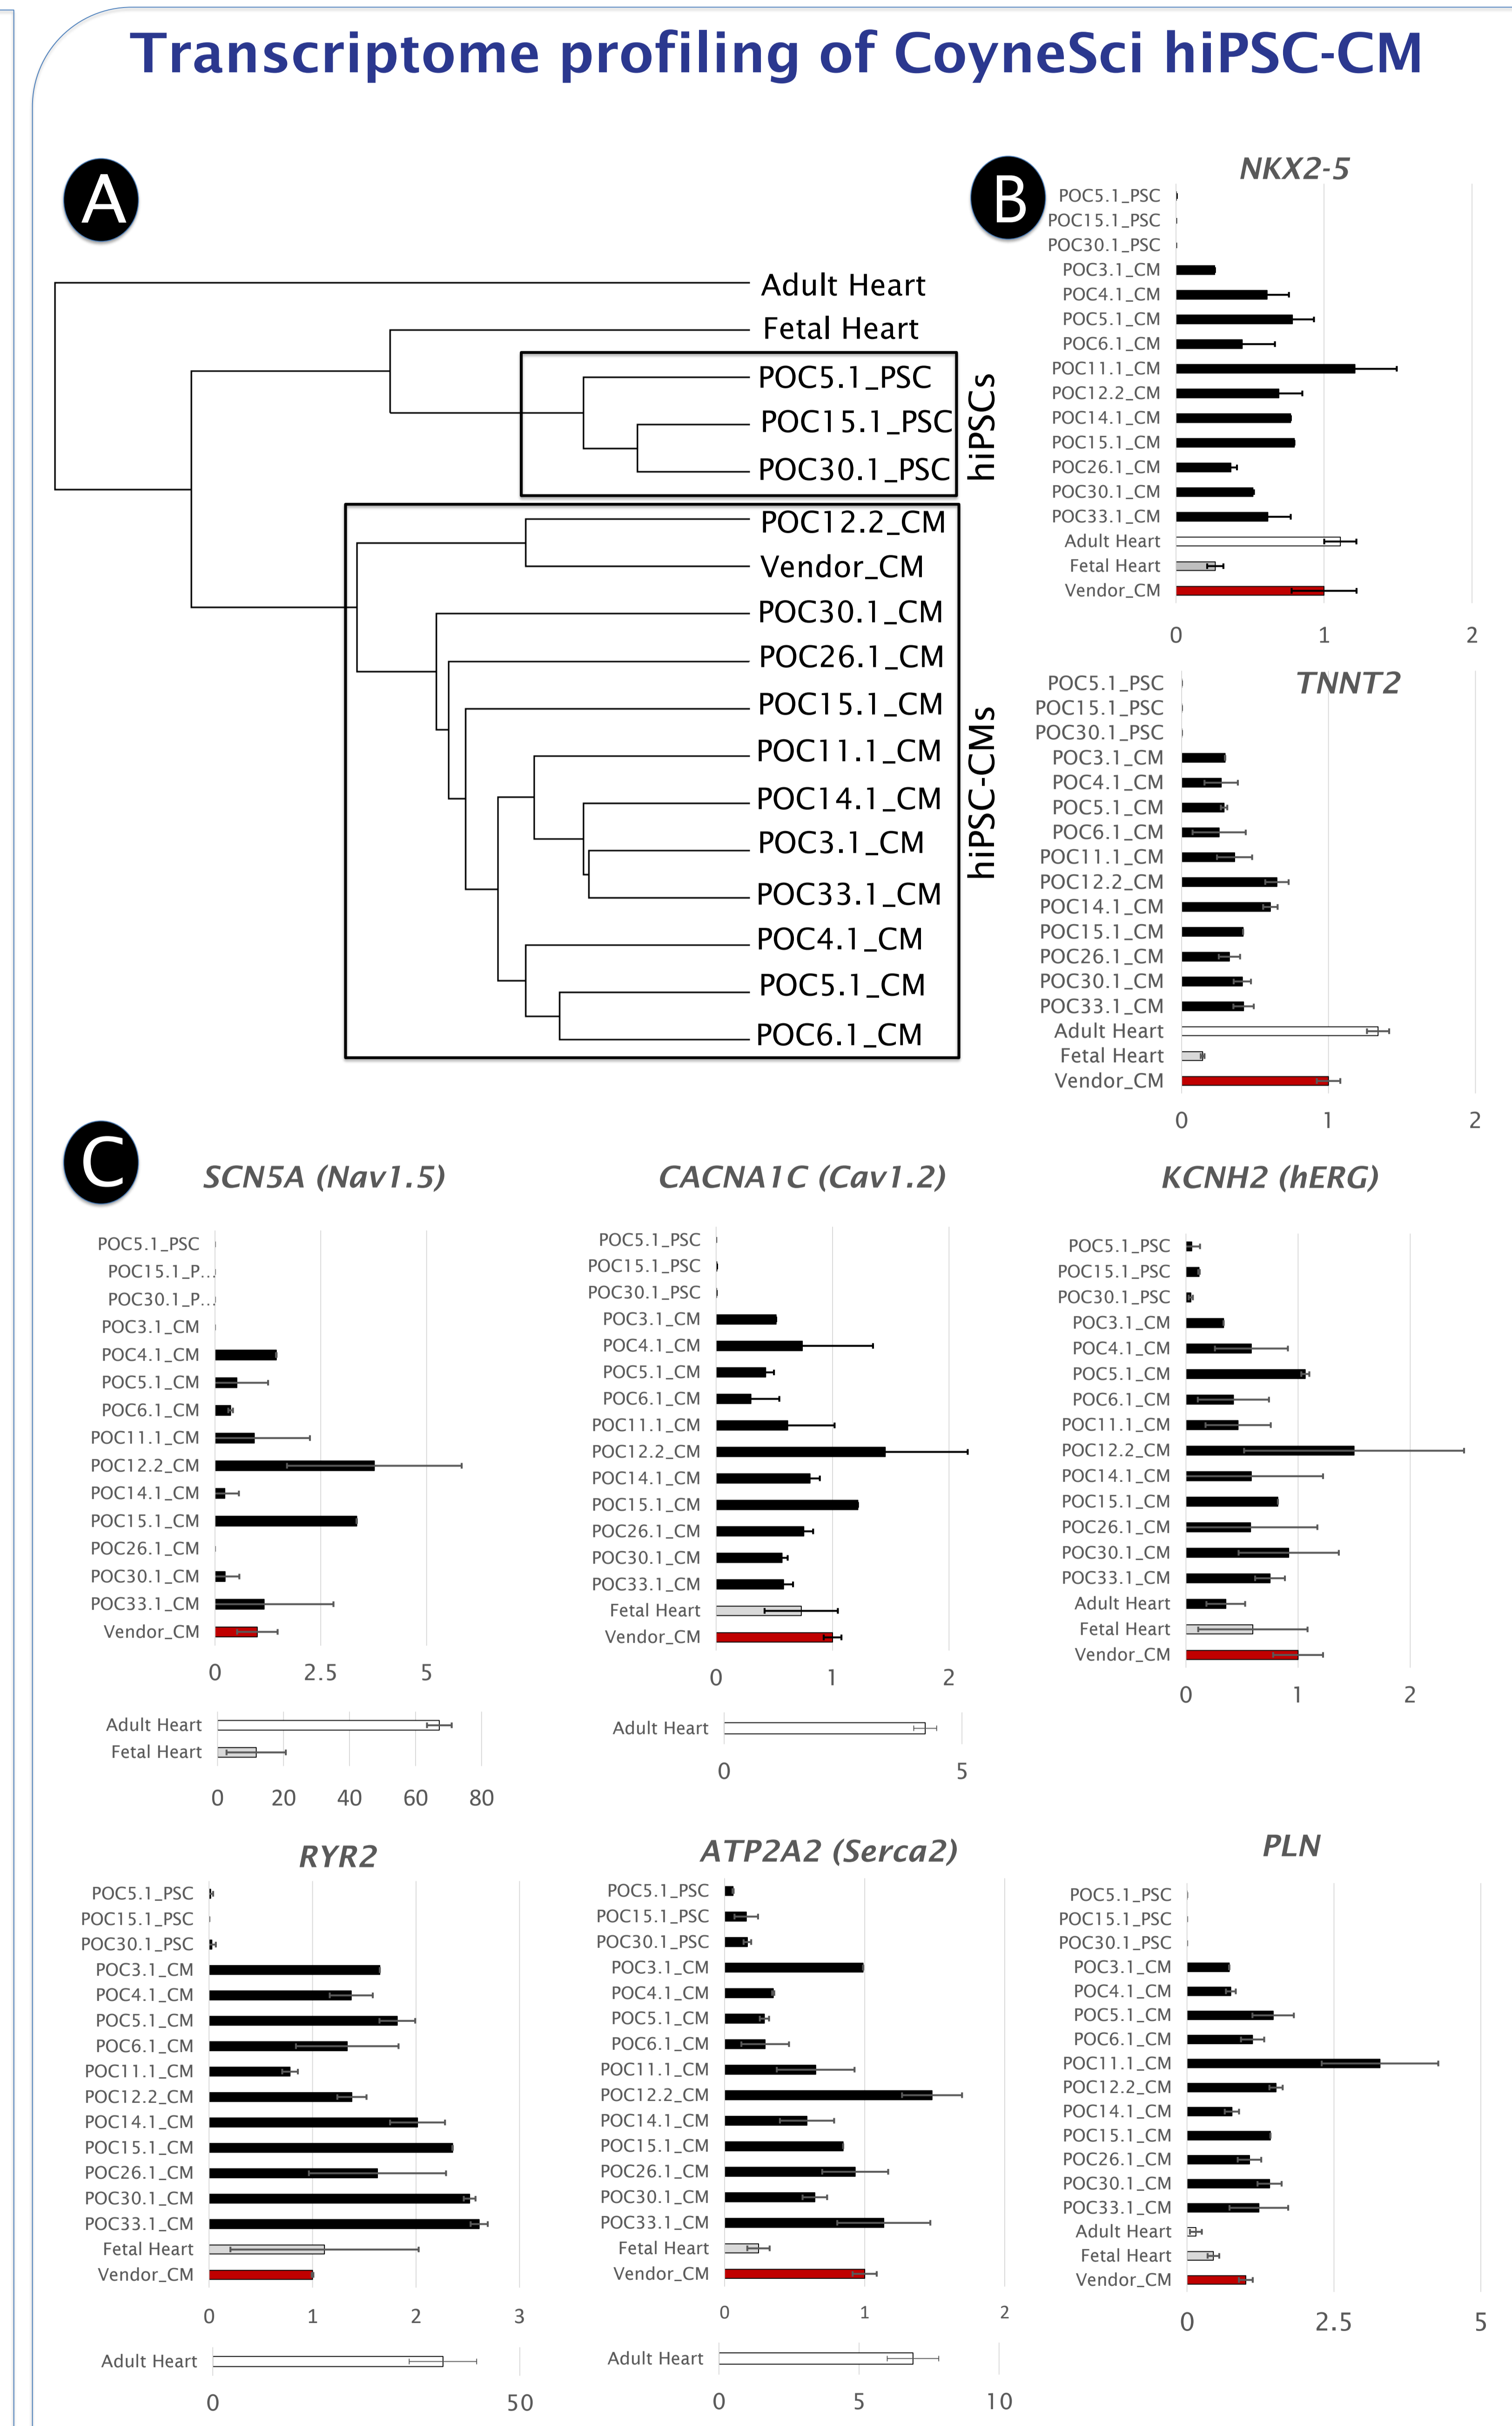 Transcriptome profiling of CoyneSci hiPSC-CM
A
Adult Heart
Fetal Heart
POC5.1_PSC
POC15.1_PSC
POC30.1_PSC
hiPSCs
POC12.2_CM
Vendor_CM
POC30.1_CM
POC26.1_CM
POC15.1_CM
POC11.1_CM
POC14.1_CM
POC3.1_CM
POC33.1_CM
POC4.1_CM
POC5.1_CM
POC6.1_CM
hiPSC-CMs
B
NKX2-5
POC5.1_PSC
POC15.1_PSC
POC30.1_PSC
POC3.1_CM
POC4.1_CM
POC5.1_CM
POC6.1_CM
POC11.1_CM
POC12.2_CM
POC14.1_CM
POC15.1_CM
POC26.1_CM
POC30.1_CM
POC33.1_CM
Adult Heart
Fetal Heart
Vendor_CM
0 1 2
TNNT2
POC5.1_PSC
POC15.1_PSC
POC30.1_PSC
POC3.1_CM
POC4.1_CM
POC5.1_CM
POC6.1_CM
POC11.1_CM
POC12.2_CM
POC14.1_CM
POC15.1_CM
POC26.1_CM
POC30.1_CM
POC33.1_CM
Adult Heart
Fetal Heart
Vendor_CM
0 1 2
C
SCN5A (Nav1.5)
POC5.1_PSC
POC15.1_P...
POC30.1_P...
POC3.1_CM
POC4.1_CM
POC5.1_CM
POC6.1_CM
POC11.1_CM
POC12.2_CM
POC14.1_CM
POC15.1_CM
POC26.1_CM
POC30.1_CM
POC33.1_CM
Vendor_CM
0 2.5 5
Adult Heart
Fetal Heart
0 20 40 60 80
CACNA1C (Cav1.2)
POC5.1_PSC
POC15.1_PSC
POC30.1_PSC
POC3.1_CM
POC4.1_CM
POC5.1_CM
POC6.1_CM
POC11.1_CM
POC12.2_CM
POC14.1_CM
POC15.1_CM
POC26.1_CM
POC30.1_CM
POC33.1_CM
Fetal Heart
Vendor_CM
0 1 2
Adult Heart
0 5
KCNH2 (hERG)
POC5.1_PSC
POC15.1_PSC
POC30.1_PSC
POC3.1_CM
POC4.1_CM
POC5.1_CM
POC6.1_CM
POC11.1_CM
POC12.2_CM
POC14.1_CM
POC15.1_CM
POC26.1_CM
POC30.1_CM
POC33.1_CM
Adult Heart
Fetal Heart
Vendor_CM
0 1 2
RYR2
POC5.1_PSC
POC15.1_PSC
POC30.1_PSC
POC3.1_CM
POC4.1_CM
POC5.1_CM
POC6.1_CM
POC11.1_CM
POC12.2_CM
POC14.1_CM
POC15.1_CM
POC26.1_CM
POC30.1_CM
POC33.1_CM
Fetal Heart
Vendor_CM
0 1 2 3
Adult Heart
0 50
ATP2A2 (Serca2)
POC5.1_PSC
POC15.1_PSC
POC30.1_PSC
POC3.1_CM
POC4.1_CM
POC5.1_CM
POC6.1_CM
POC11.1_CM
POC12.2_CM
POC14.1_CM
POC15.1_CM
POC26.1_CM
POC30.1_CM
POC33.1_CM
Fetal Heart
Vendor_CM
0 1 2
Adult Heart
0 5 10
PLN
POC5.1_PSC
POC15.1_PSC
POC30.1_PSC
POC3.1_CM
POC4.1_CM
POC5.1_CM
POC6.1_CM
POC11.1_CM
POC12.2_CM
POC14.1_CM
POC15.1_CM
POC26.1_CM
POC30.1_CM
POC33.1_CM
Adult Heart
Fetal Heart
Vendor_CM
0 2.5 5